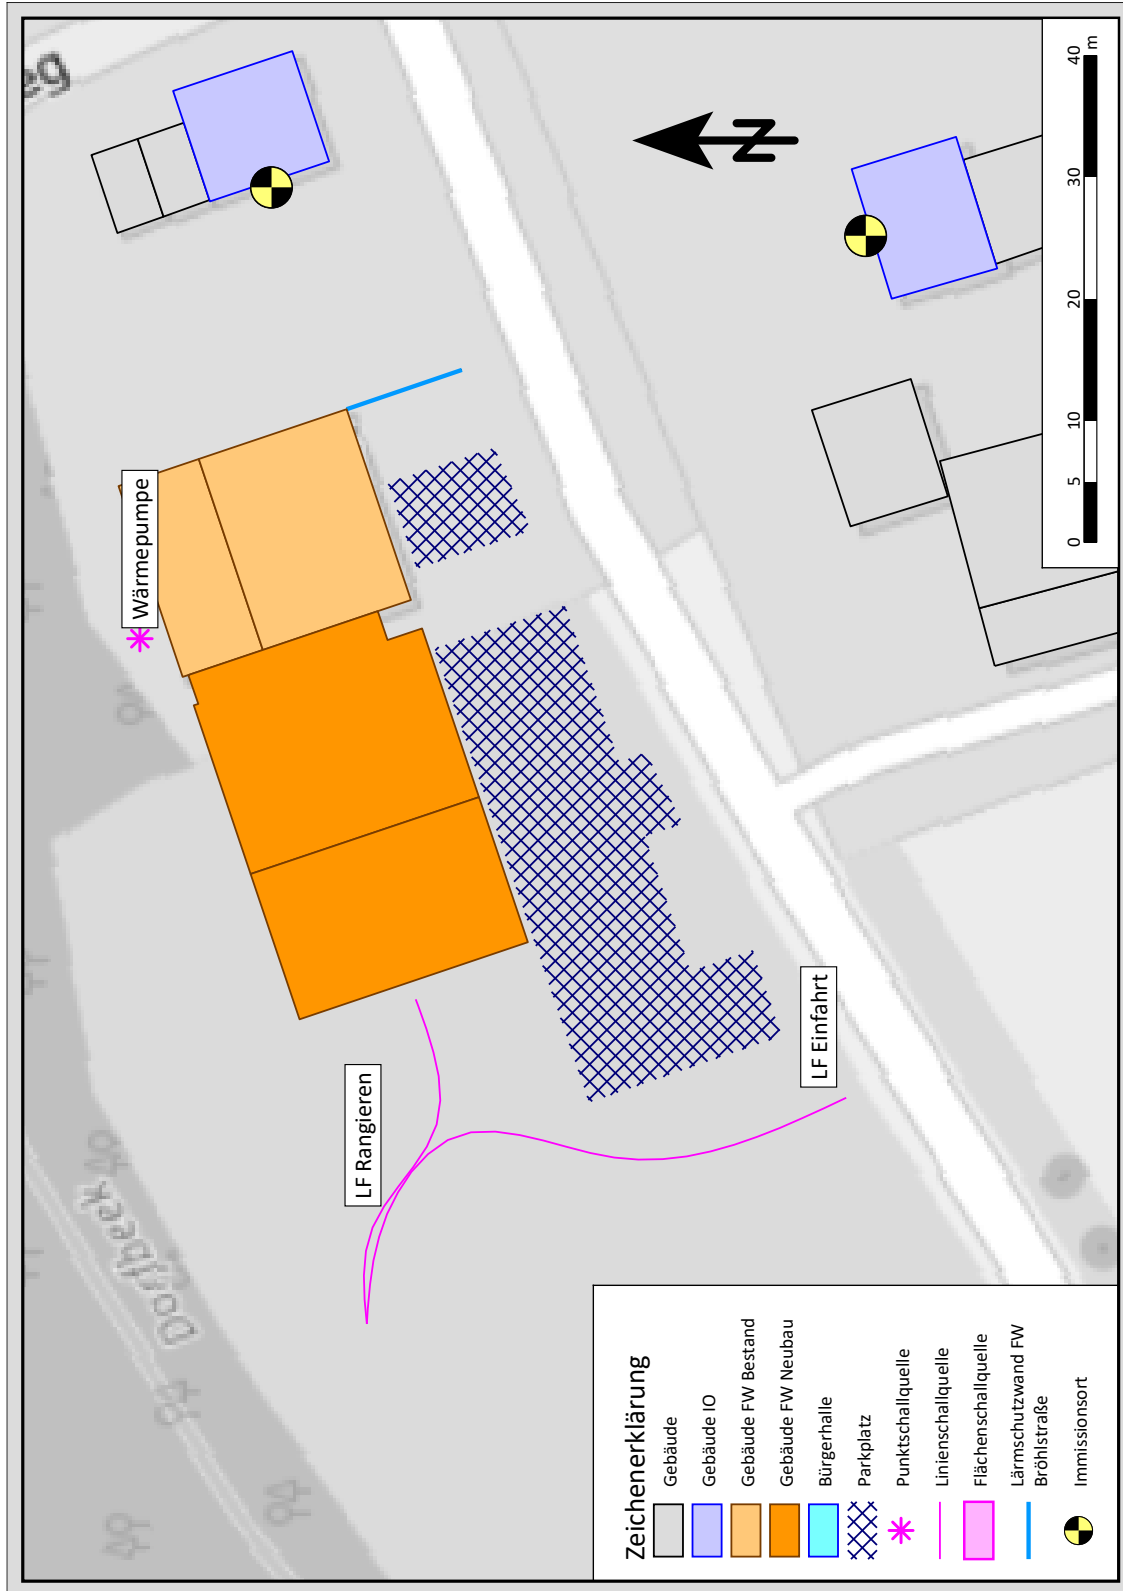 eg
Wärmepumpe
LF Rangieren
LF Einfahrt
Dorfbeek
N
0 5 10 20 30 40
m
Zeichenerklärung
Gebäude
Gebäude IO
Gebäude FW Bestand
Gebäude FW Neubau
Bürgerhalle
Parkplatz
Punktschallquelle
Linienschallquelle
Flächenschallquelle
Lärmschutzwand FW
Bröhlstraße
Immissionsort